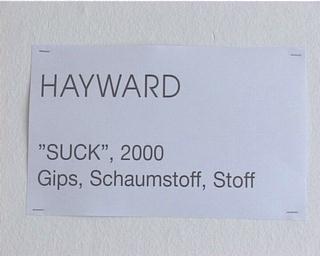 HAYWARD
"SUCK", 2000
Gips, Schaumstoff, Stoff